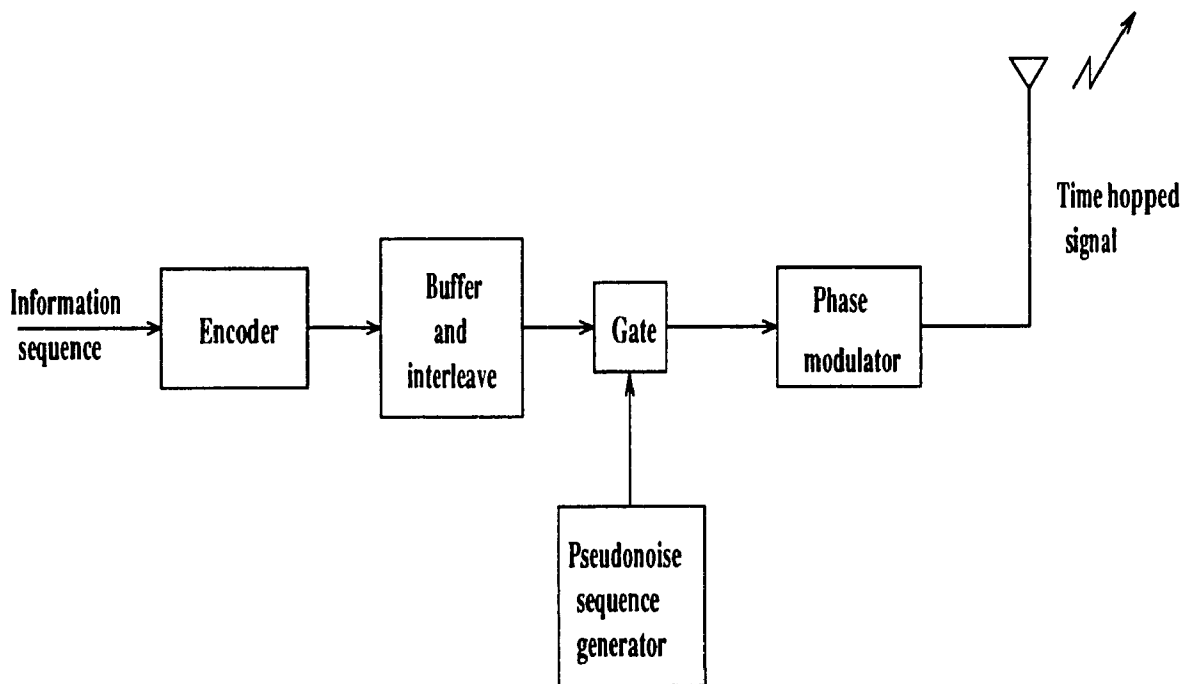 Time hopped
signal
Information
sequence
Encoder
Buffer
and
interleave
Gate
Phase
modulator
Pseudonoise
sequence
generator